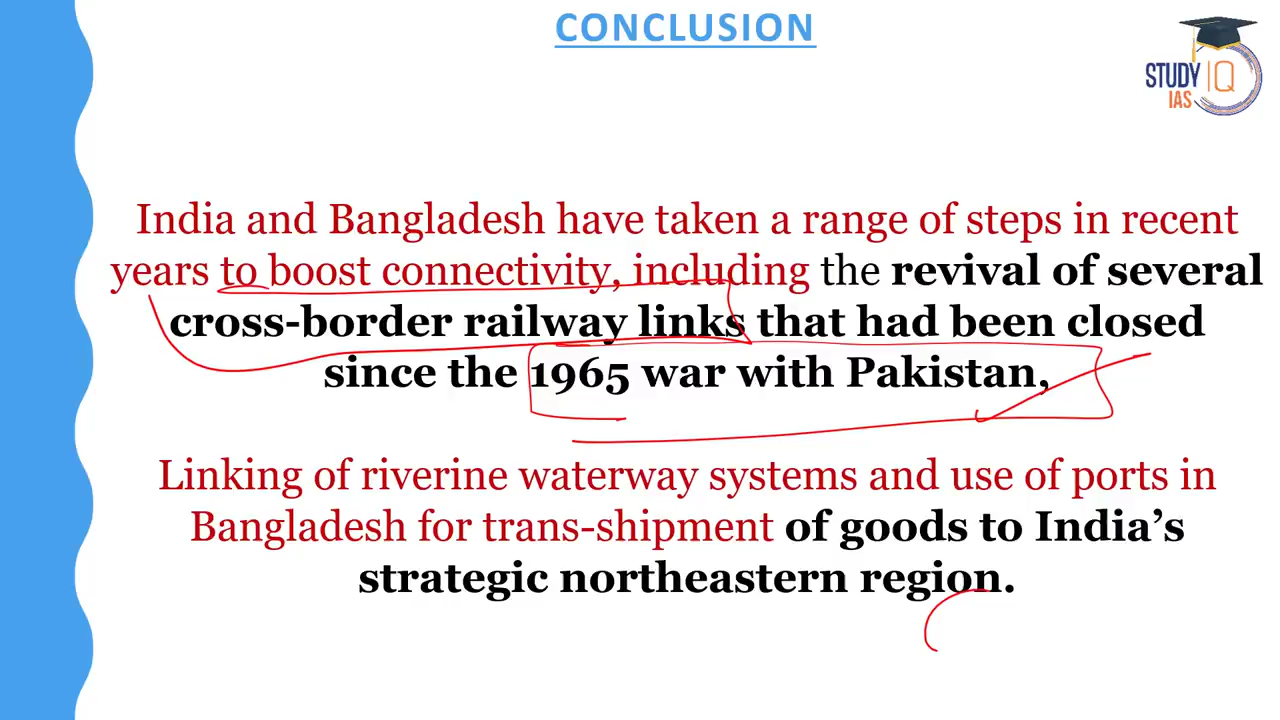 CONCLUSION
STUDY IQ
IAS
India and Bangladesh have taken a range of steps in recent
years to boost connectivity, including the revival of several
cross-border railway links that had been closed
since the 1965 war with Pakistan,
Linking of riverine waterway systems and use of ports in
Bangladesh for trans-shipment of goods to India’s
strategic northeastern region.